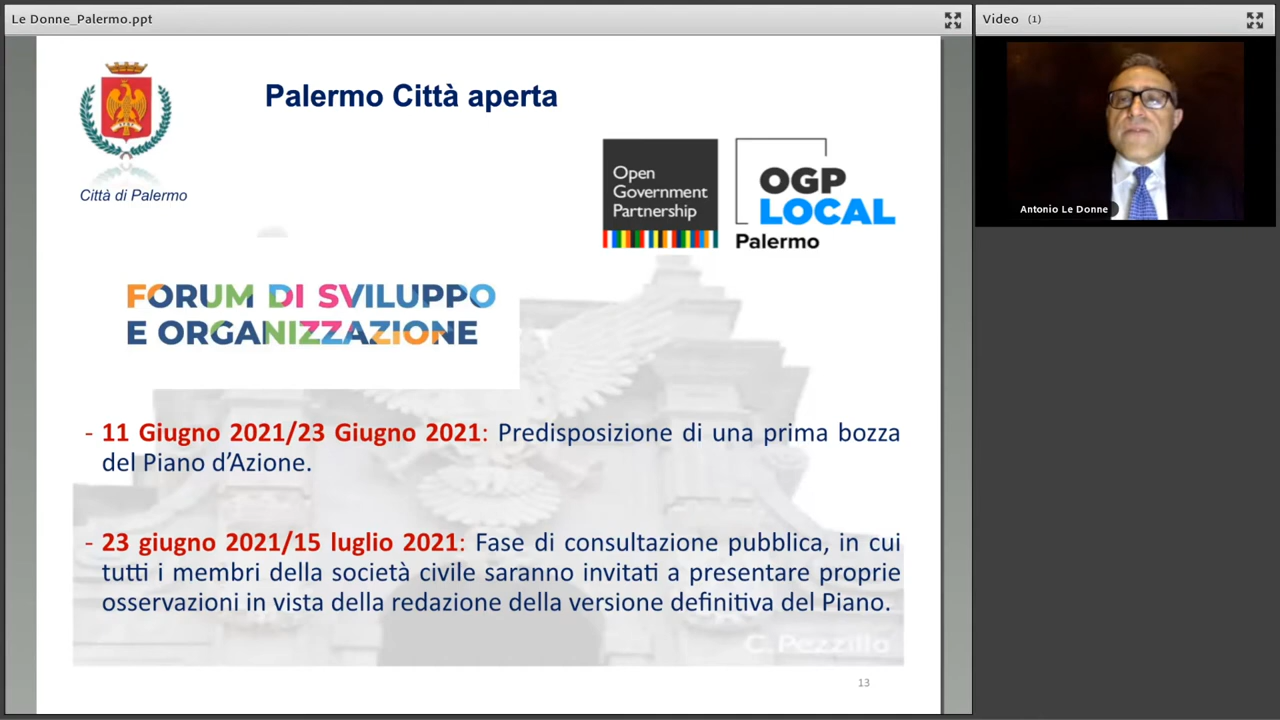 Le Donne_Palermo.ppt
Video (1)
Palermo Città aperta
Città di Palermo
Open
Government
Partnership
OGP
LOCAL
Palermo
FORUM DI SVILUPPO
E ORGANIZZAZIONE
- 11 Giugno 2021/23 Giugno 2021: Predisposizione di una prima bozza
del Piano d’Azione.
- 23 giugno 2021/15 luglio 2021: Fase di consultazione pubblica, in cui
tutti i membri della società civile saranno invitati a presentare proprie
osservazioni in vista della redazione della versione definitiva del Piano.
C. Pezzillo
13
Antonio Le Donne